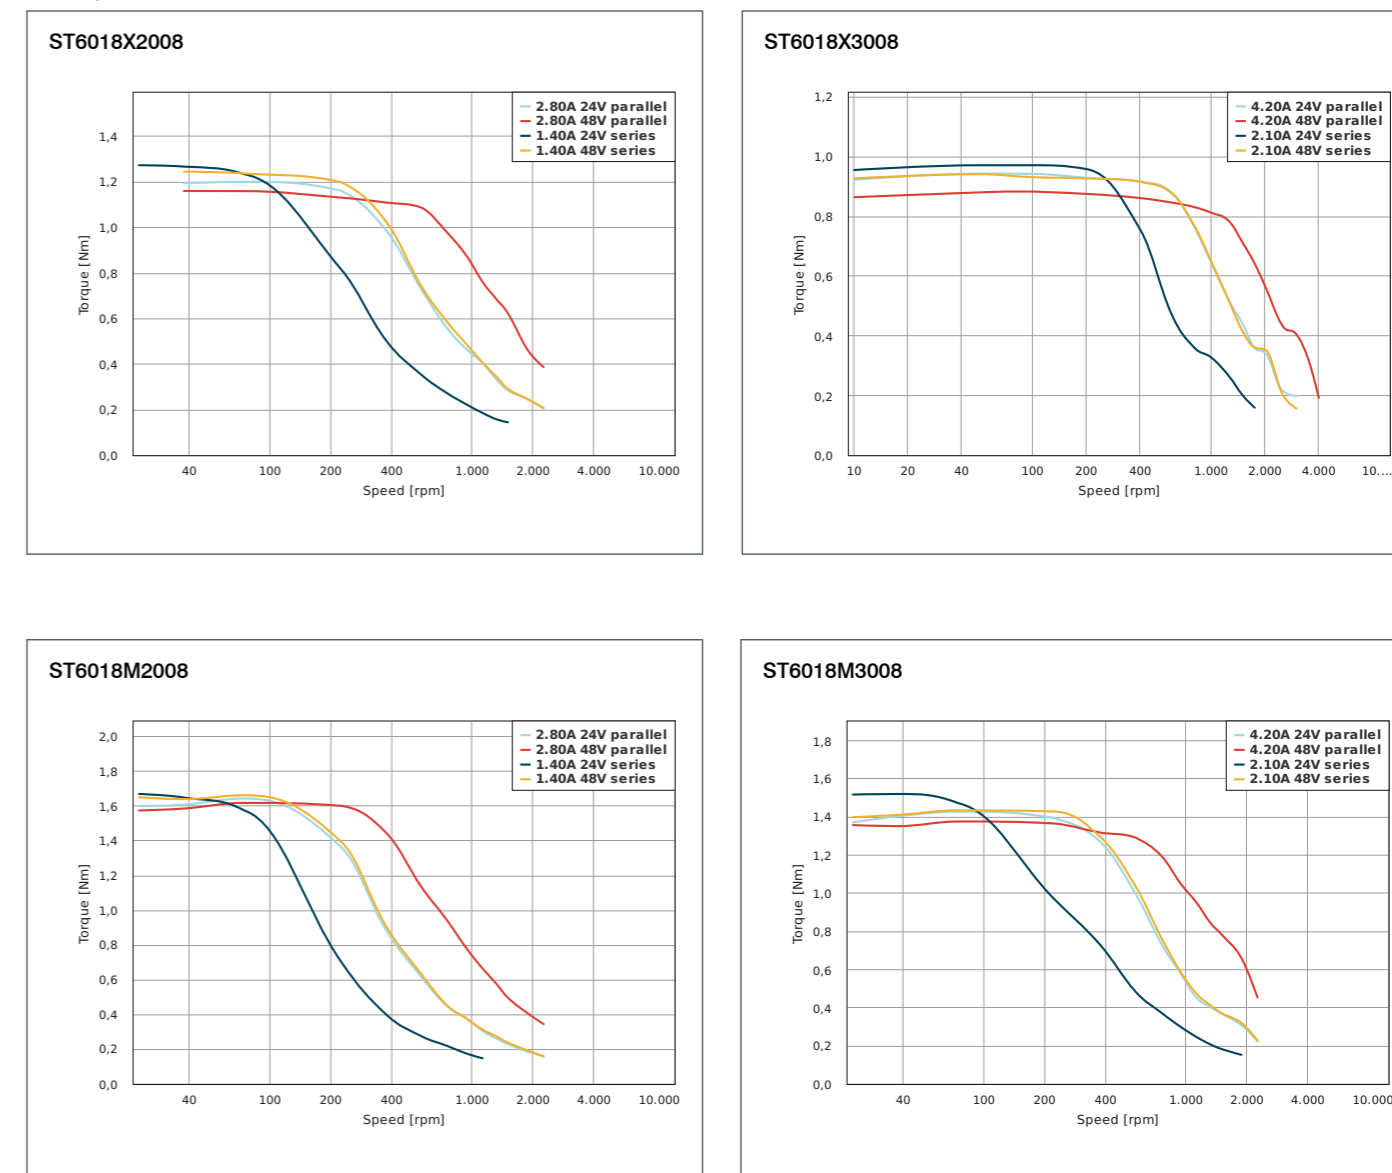 ST6018X2008
2.80A 24V parallel
2.80A 48V parallel
1.40A 24V series
1.40A 48V series
1,4
1,2
1,0
0,8
0,6
0,4
0,2
0,0
Torque [Nm]
40 100 200 400 1.000 2.000 4.000 10.000
Speed [rpm]
ST6018X3008
4.20A 24V parallel
4.20A 48V parallel
2.10A 24V series
2.10A 48V series
1,2
1,0
0,8
0,6
0,4
0,2
0,0
Torque [Nm]
10 20 40 100 200 400 1.000 2.000 4.000 10....
Speed [rpm]
ST6018M2008
2.80A 24V parallel
2.80A 48V parallel
1.40A 24V series
1.40A 48V series
2,0
1,8
1,6
1,4
1,2
1,0
0,8
0,6
0,4
0,2
0,0
Torque [Nm]
40 100 200 400 1.000 2.000 4.000 10.000
Speed [rpm]
ST6018M3008
4.20A 24V parallel
4.20A 48V parallel
2.10A 24V series
2.10A 48V series
1,8
1,6
1,4
1,2
1,0
0,8
0,6
0,4
0,2
0,0
Torque [Nm]
40 100 200 400 1.000 2.000 4.000 10.000
Speed [rpm]